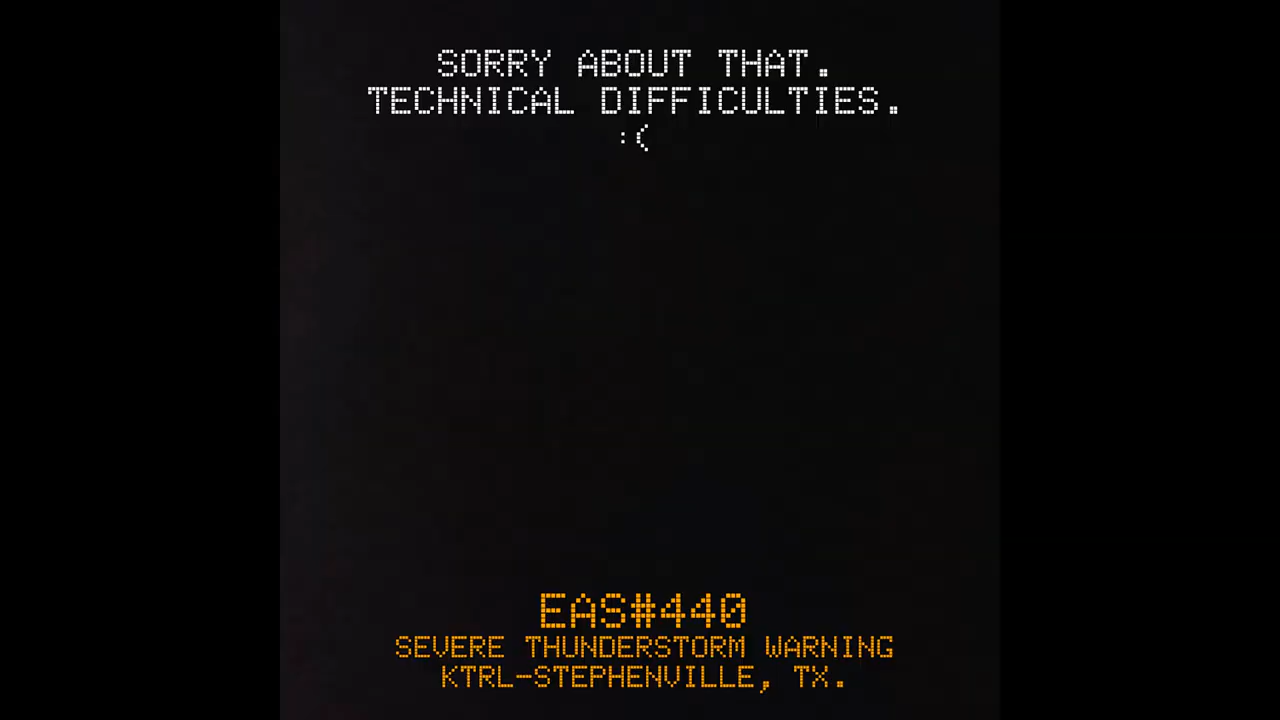 SORRY ABOUT THAT.
TECHNICAL DIFFICULTIES.
:(
EAS#440
SEVERE THUNDERSTORM WARNING
KTRL-STEPHENVILLE, TX.